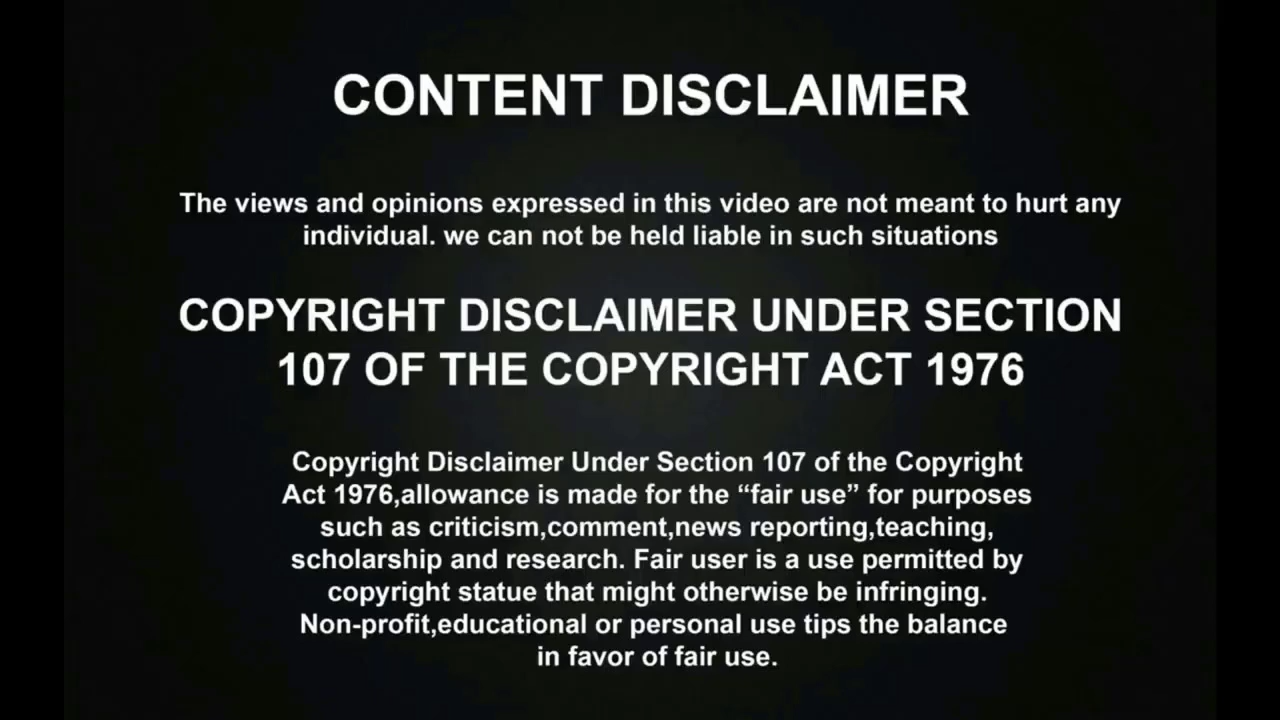 CONTENT DISCLAIMER
The views and opinions expressed in this video are not meant to hurt any
individual. we can not be held liable in such situations
COPYRIGHT DISCLAIMER UNDER SECTION
107 OF THE COPYRIGHT ACT 1976
Copyright Disclaimer Under Section 107 of the Copyright
Act 1976,allowance is made for the “fair use” for purposes
such as criticism,comment,news reporting,teaching,
scholarship and research. Fair user is a use permitted by
copyright statue that might otherwise be infringing.
Non-profit,educational or personal use tips the balance
in favor of fair use.